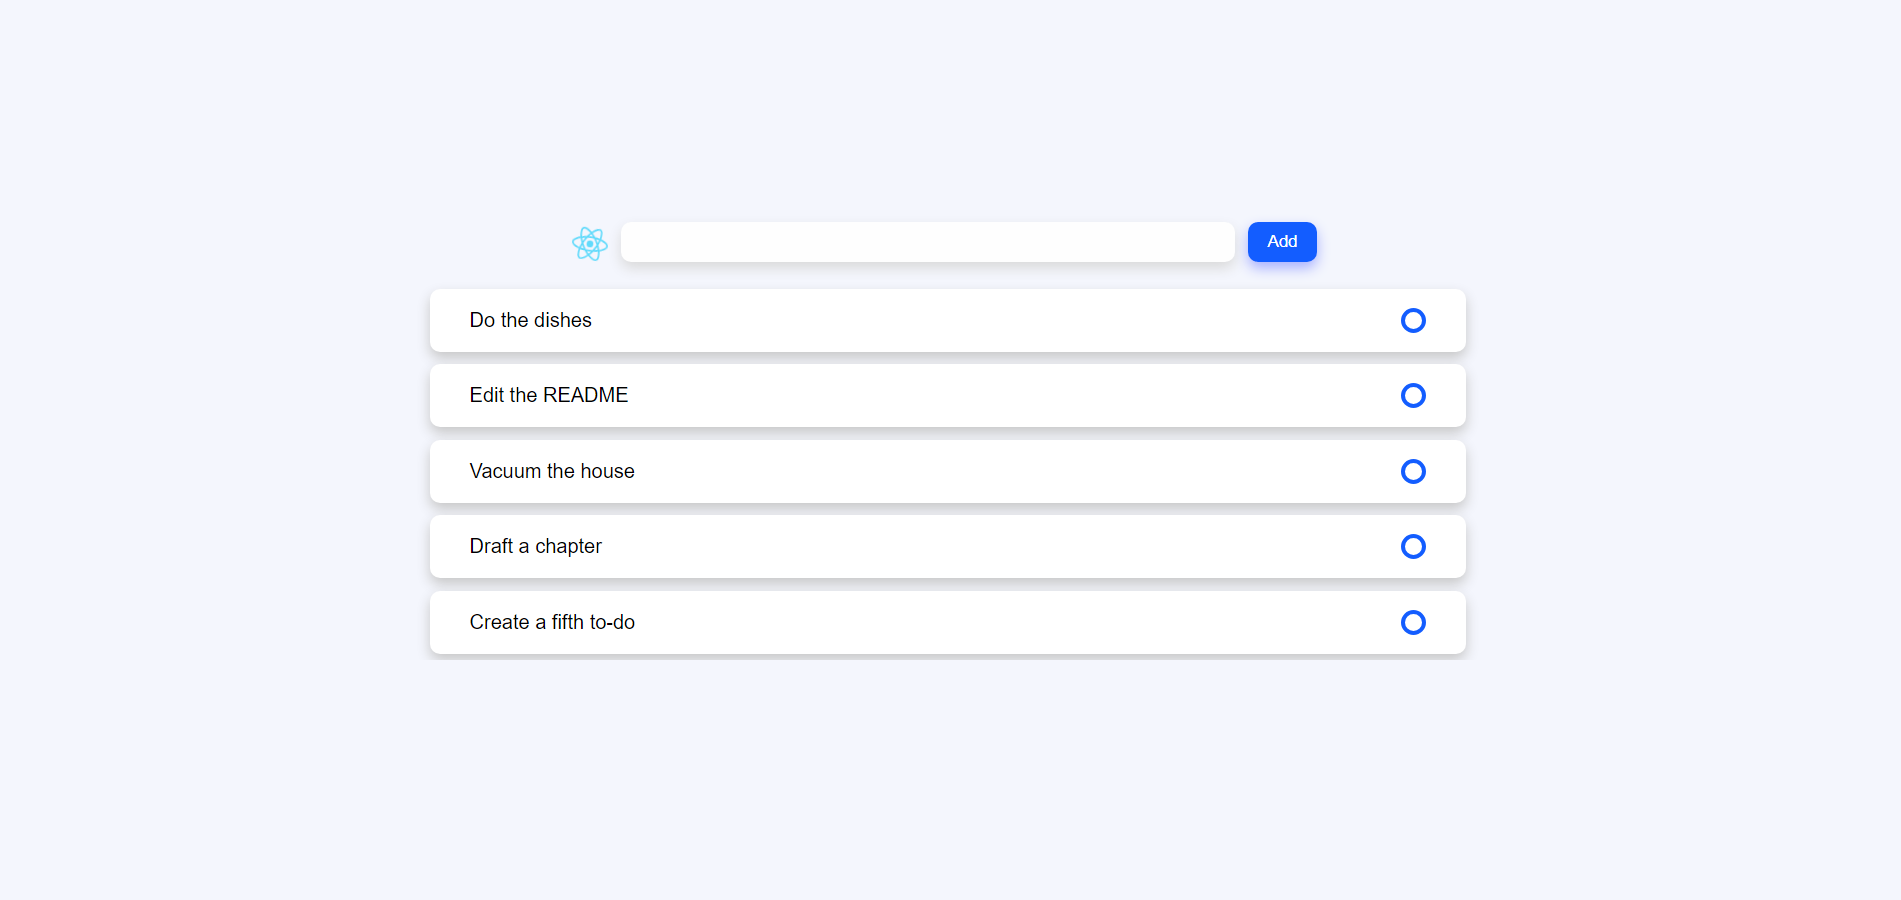 Add
Do the dishes
Edit the README
Vacuum the house
Draft a chapter
Create a fifth to-do